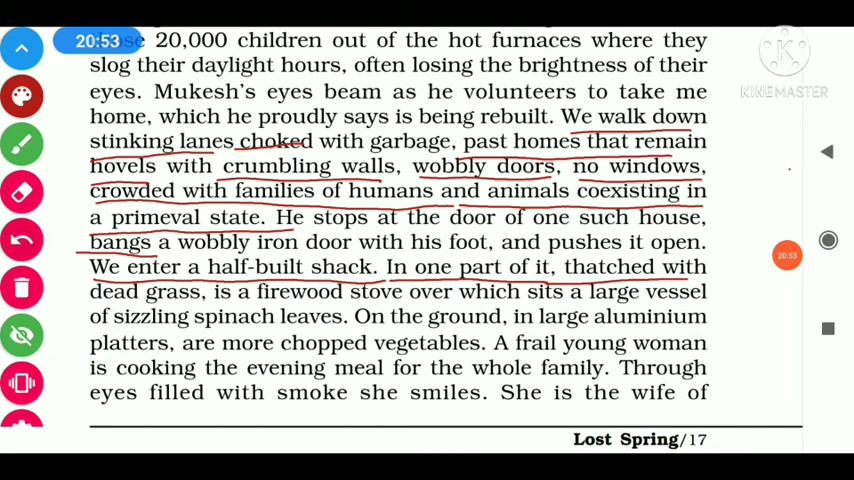 20:53
20,000 children out of the hot furnaces where they
slog their daylight hours, often losing the brightness of their
eyes. Mukesh's eyes beam as he volunteers to take me
home, which he proudly says is being rebuilt. We walk down
stinking lanes choked with garbage, past homes that remain
hovels with crumbling walls, wobbly doors, no windows,
crowded with families of humans and animals coexisting in
a primeval state. He stops at the door of one such house,
bangs a wobbly iron door with his foot, and pushes it open.
We enter a half-built shack. In one part of it, thatched with
dead grass, is a firewood stove over which sits a large vessel
of sizzling spinach leaves. On the ground, in large aluminium
platters, are more chopped vegetables. A frail young woman
is cooking the evening meal for the whole family. Through
eyes filled with smoke she smiles. She is the wife of
Lost Spring/17
K
KINEMASTER
20:53